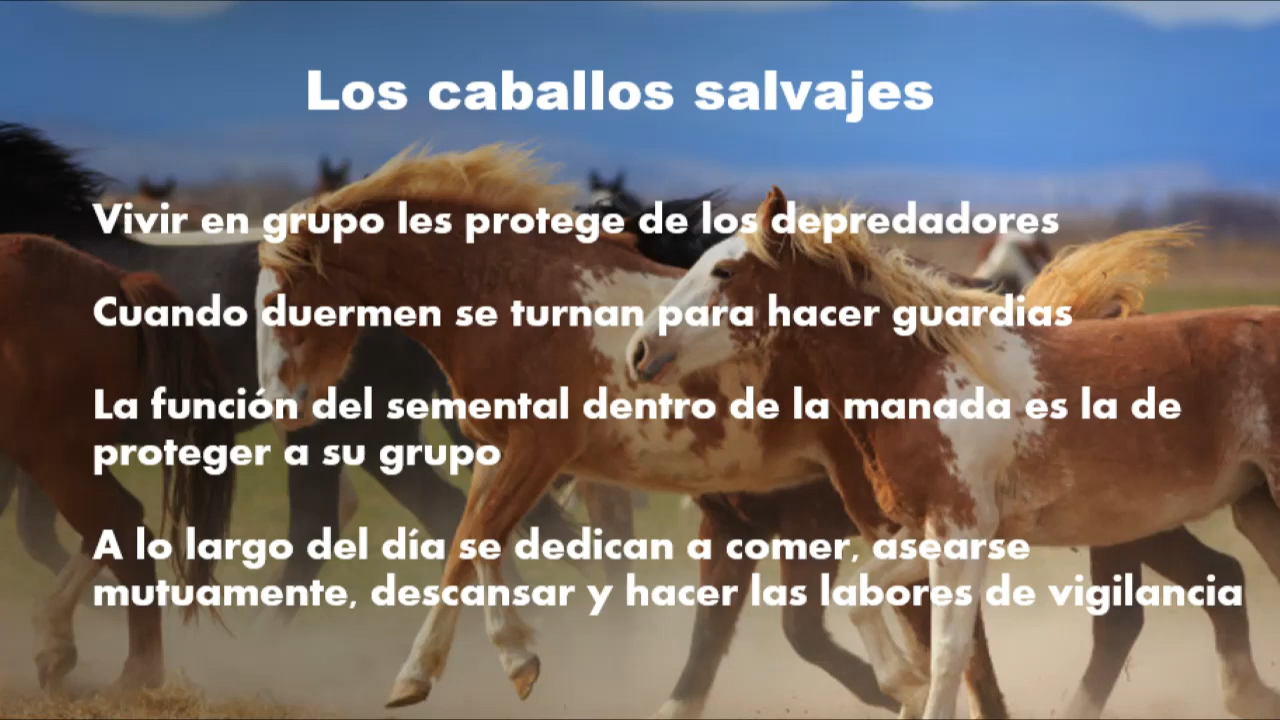 Los caballos salvajes
Vivir en grupo les protege de los depredadores
Cuando duermen se turnan para hacer guardias
La función del semental dentro de la manada es la de
proteger a su grupo
A lo largo del día se dedican a comer, asearse
mutuamente, descansar y hacer las labores de vigilancia